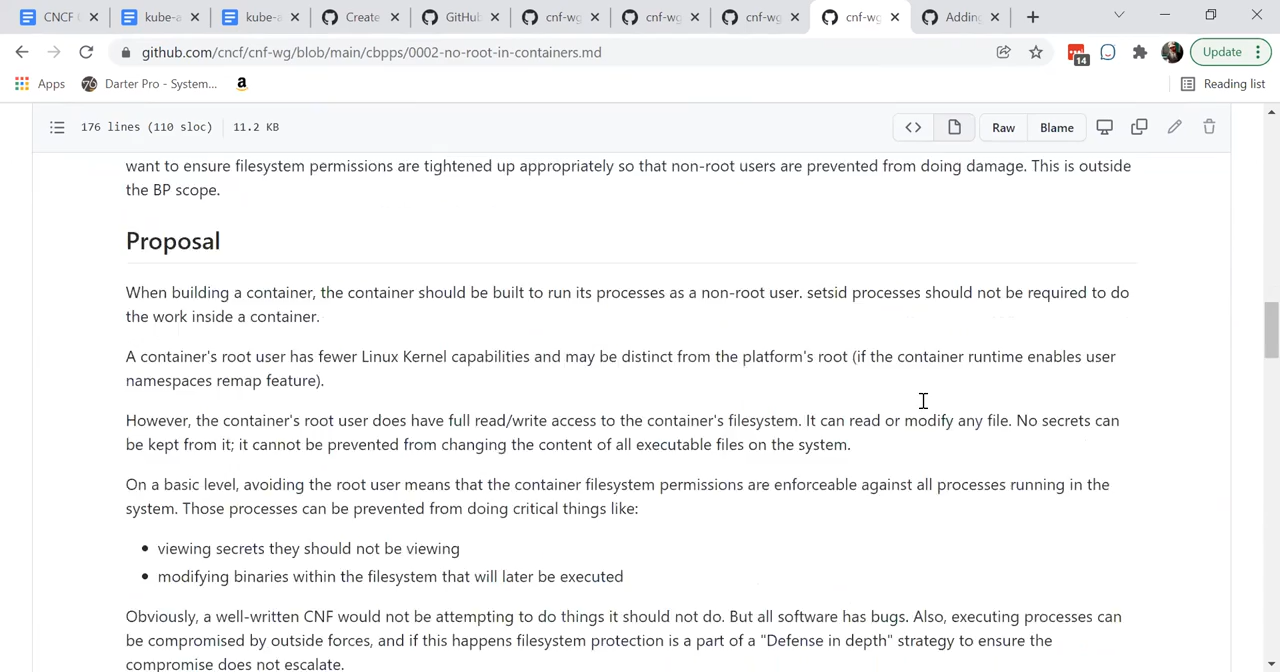 CNCF
kube-a
kube-a
Create
GitHub
cnf-wg
cnf-wg
cnf-wg
cnf-wg
Adding
github.com/cncf/cnf-wg/blob/main/cbpps/0002-no-root-in-containers.md
14
Update
Apps
76
Darter Pro - System...
a
Reading list
176 lines (110 sloc)
11.2 KB
Raw
Blame
want to ensure filesystem permissions are tightened up appropriately so that non-root users are prevented from doing damage. This is outside
the BP scope.
Proposal
When building a container, the container should be built to run its processes as a non-root user. setsid processes should not be required to do
the work inside a container.
A container's root user has fewer Linux Kernel capabilities and may be distinct from the platform's root (if the container runtime enables user
namespaces remap feature).
However, the container's root user does have full read/write access to the container's filesystem. It can read or modify any file. No secrets can
be kept from it; it cannot be prevented from changing the content of all executable files on the system.
On a basic level, avoiding the root user means that the container filesystem permissions are enforceable against all processes running in the
system. Those processes can be prevented from doing critical things like:
• viewing secrets they should not be viewing
• modifying binaries within the filesystem that will later be executed
Obviously, a well-written CNF would not be attempting to do things it should not do. But all software has bugs. Also, executing processes can
be compromised by outside forces, and if this happens filesystem protection is a part of a "Defense in depth" strategy to ensure the
compromise does not escalate.